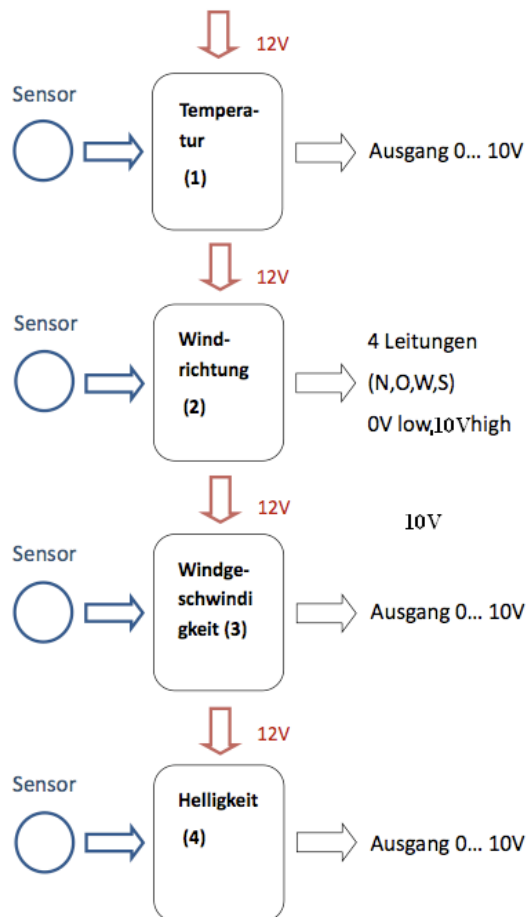 12V
Sensor
Tempera-
tur
(1)
Ausgang 0... 10V
12V
Sensor
Wind-
richtung
(2)
4 Leitungen
(N,O,W,S)
0V low,10Vhigh
12V
10V
Sensor
Windge-
schwindi
gkeit (3)
Ausgang 0... 10V
12V
Sensor
Helligkeit
(4)
Ausgang 0... 10V